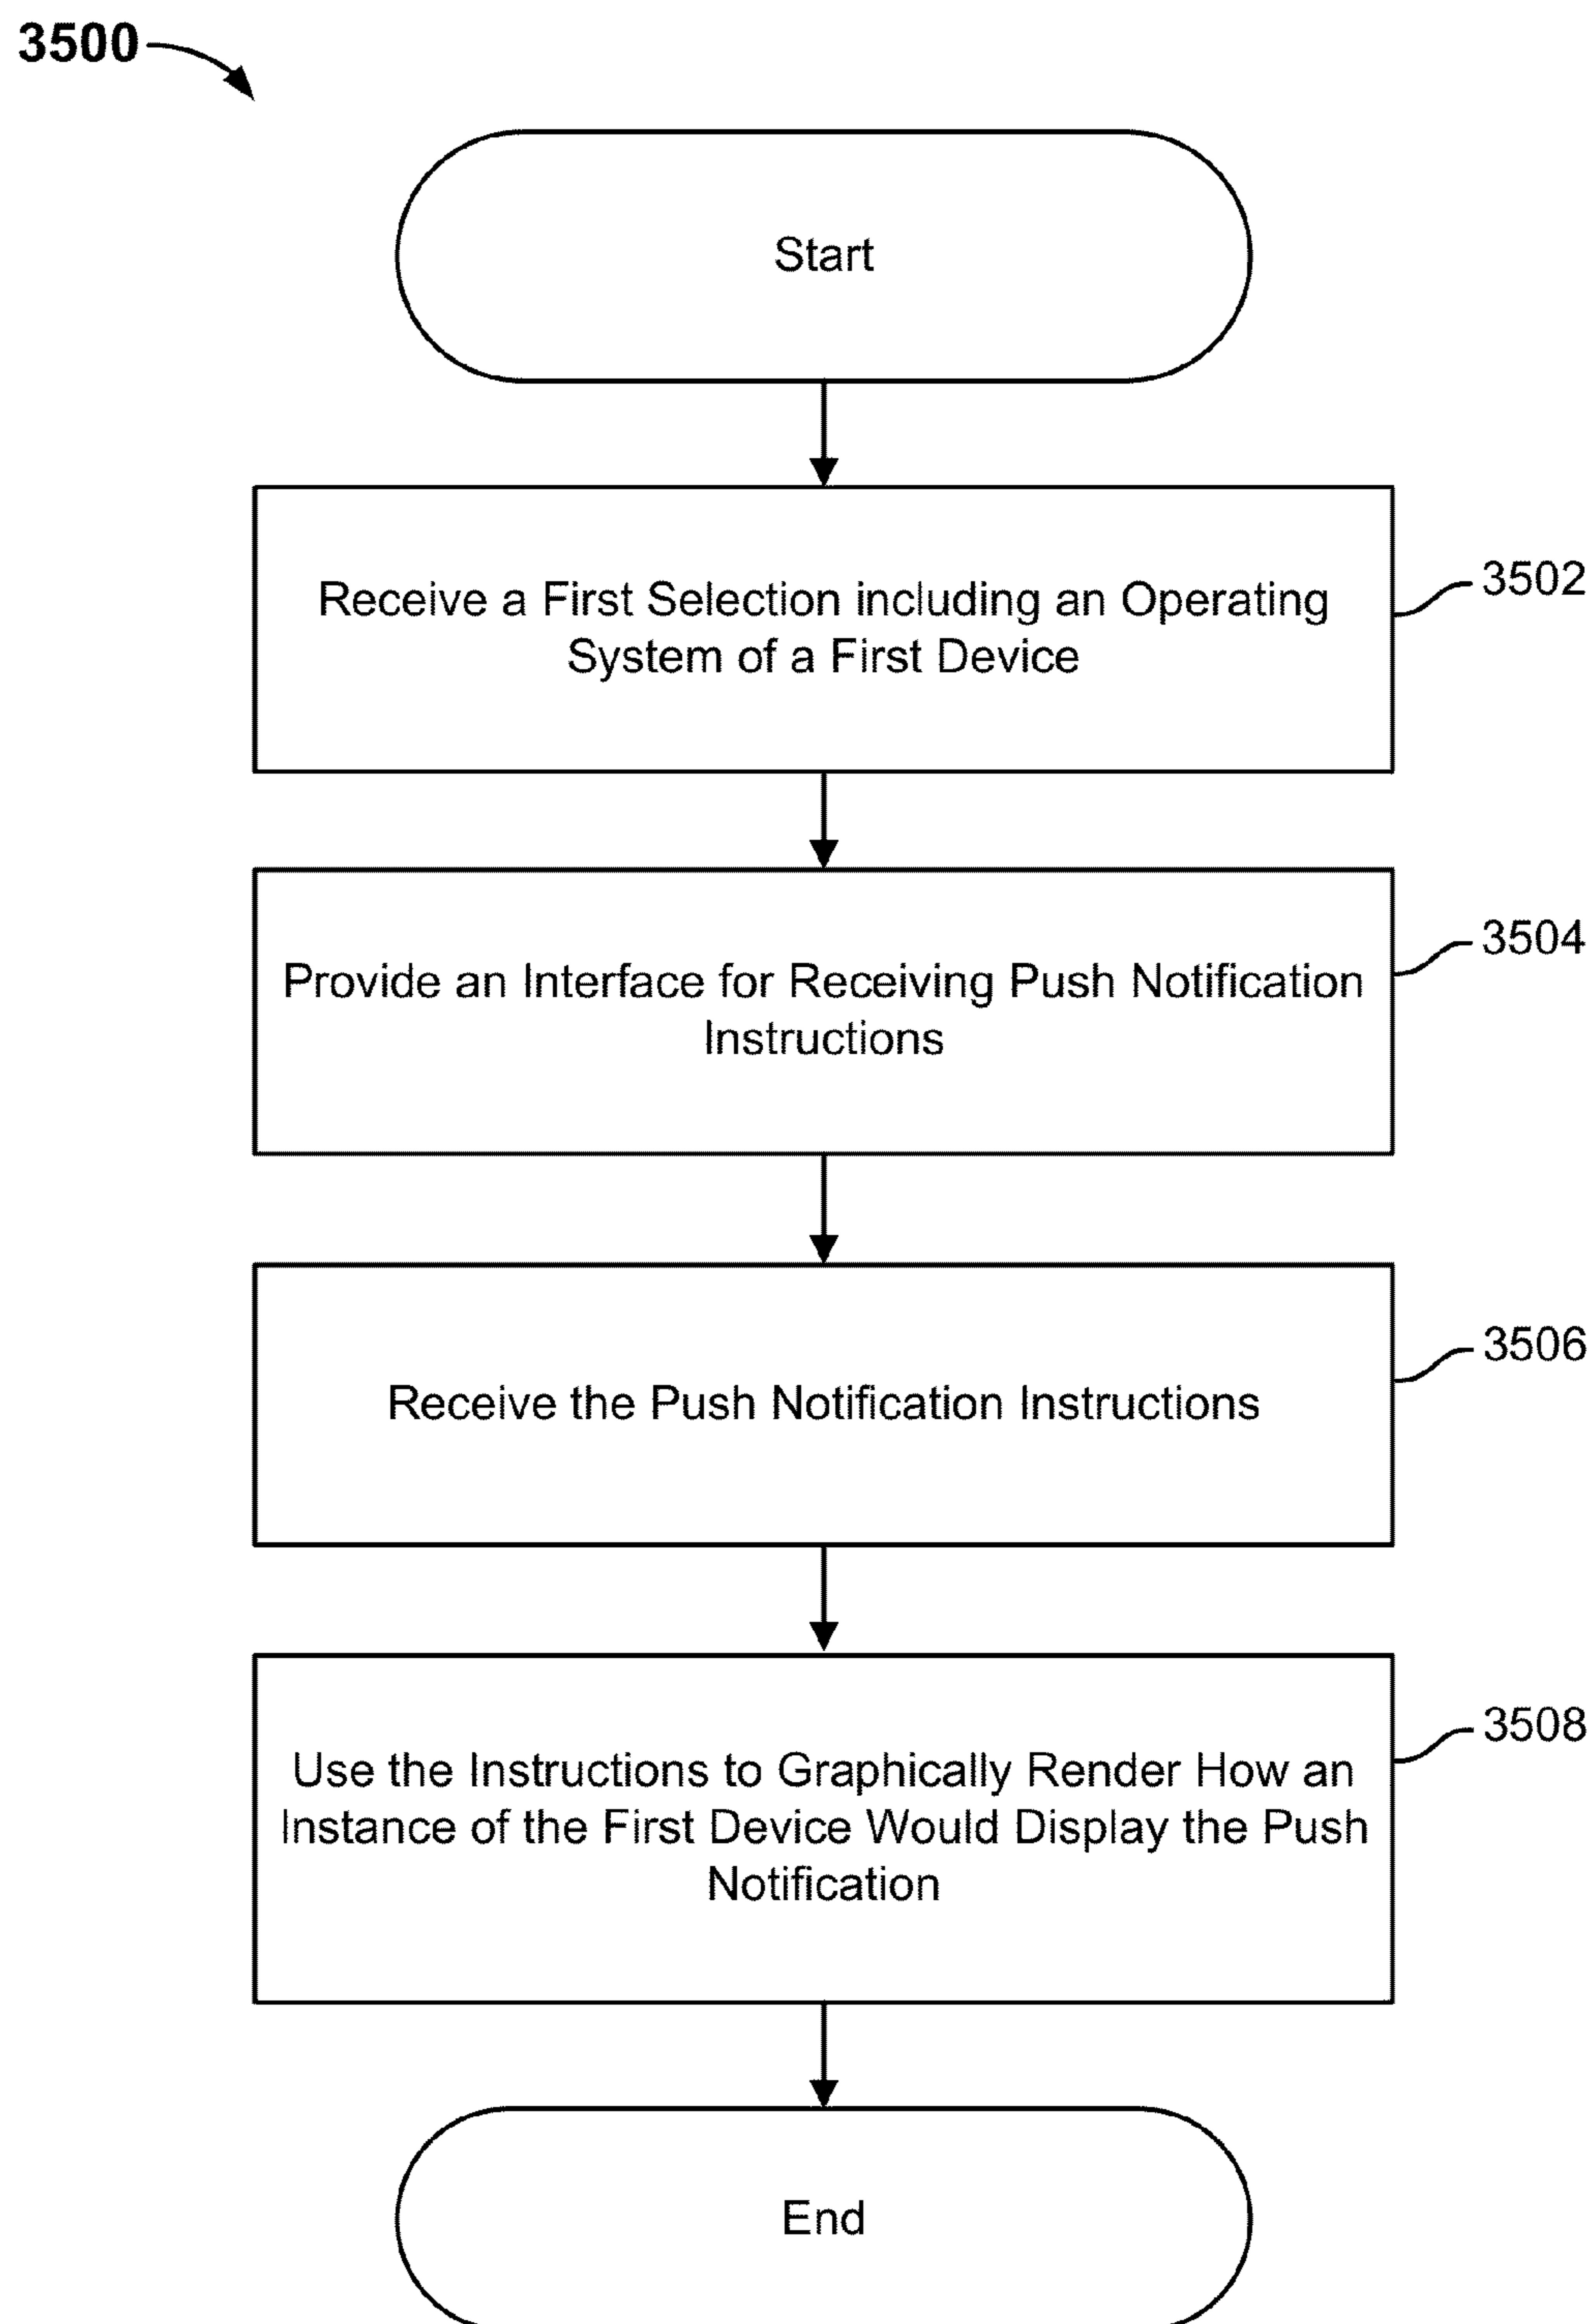 3500
Start
Receive a First Selection including an Operating
System of a First Device
3502
Provide an Interface for Receiving Push Notification
Instructions
3504
Receive the Push Notification Instructions
3506
Use the Instructions to Graphically Render How an
Instance of the First Device Would Display the Push
Notification
3508
End